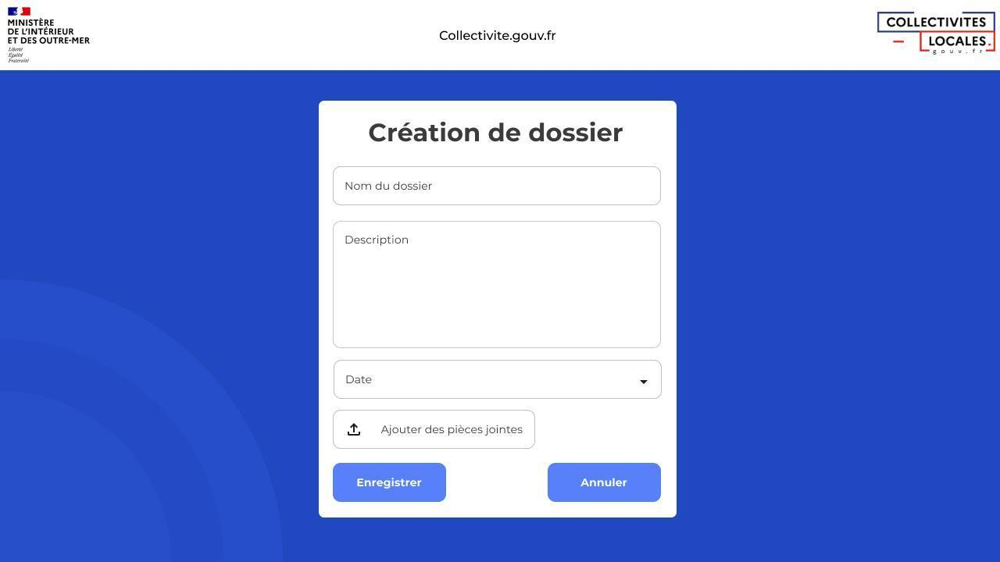 MINISTÈRE
DE L'INTÉRIEUR
ET DES OUTRE-MER
Liberté
Égalité
Fraternité
Collectivite.gouv.fr
COLLECTIVITES
LOCALES.
gouv.fr
Création de dossier
Nom du dossier
Description
Date
Ajouter des pièces jointes
Enregistrer
Annuler